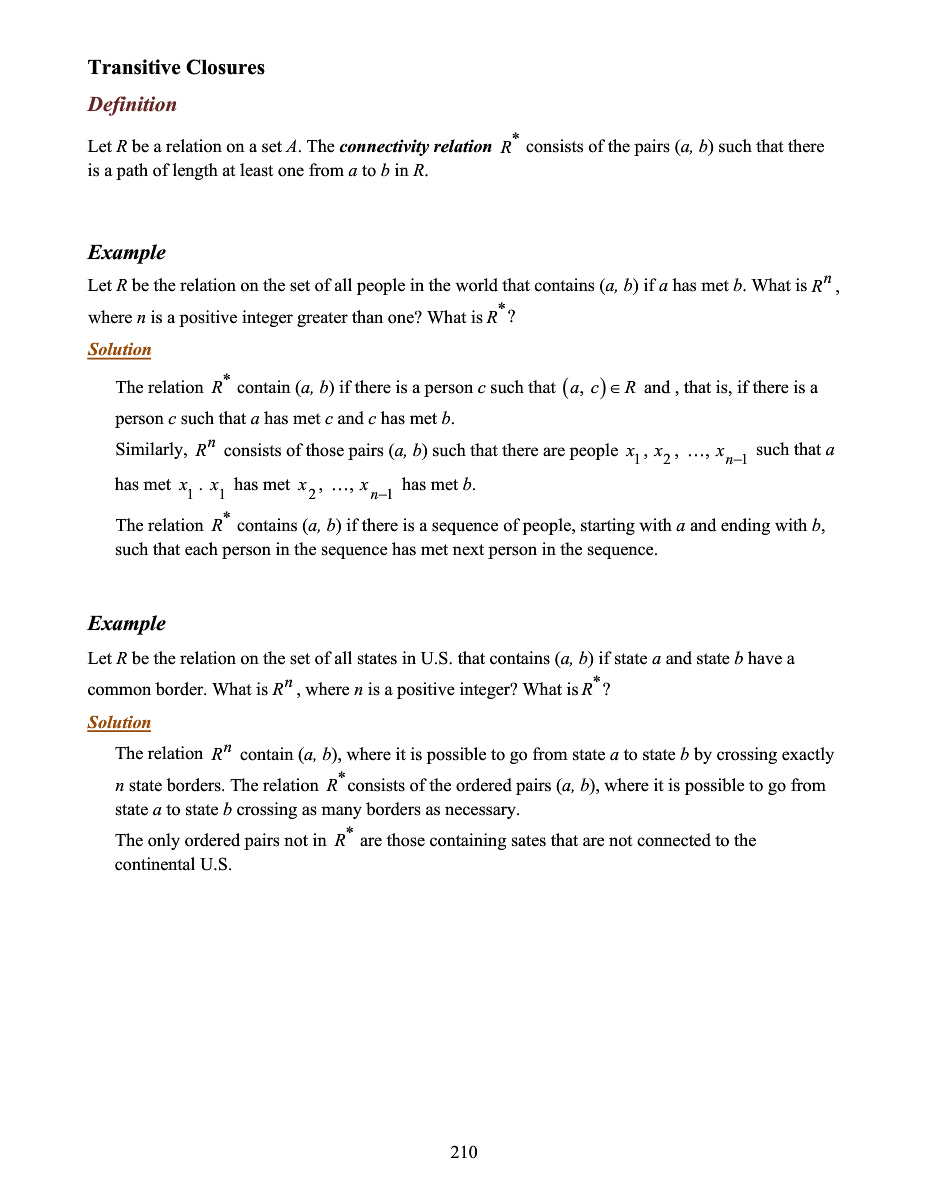 Transitive Closures
Definition
Let R be a relation on a set A. The connectivity relation R* consists of the pairs (a, b) such that there
is a path of length at least one from a to b in R.
Example
Let R be the relation on the set of all people in the world that contains (a, b) if a has met b. What is Rⁿ,
where n is a positive integer greater than one? What is R*?
Solution
The relation R* contain (a, b) if there is a person c such that (a, c) ∈ R and , that is, if there is a
person c such that a has met c and c has met b.
Similarly, Rⁿ consists of those pairs (a, b) such that there are people x₁, x₂, …, xₙ₋₁ such that a
has met x₁ . x₁ has met x₂, …, xₙ₋₁ has met b.
The relation R* contains (a, b) if there is a sequence of people, starting with a and ending with b,
such that each person in the sequence has met next person in the sequence.
Example
Let R be the relation on the set of all states in U.S. that contains (a, b) if state a and state b have a
common border. What is Rⁿ, where n is a positive integer? What is R*?
Solution
The relation Rⁿ contain (a, b), where it is possible to go from state a to state b by crossing exactly
n state borders. The relation R* consists of the ordered pairs (a, b), where it is possible to go from
state a to state b crossing as many borders as necessary.
The only ordered pairs not in R* are those containing sates that are not connected to the
continental U.S.
210